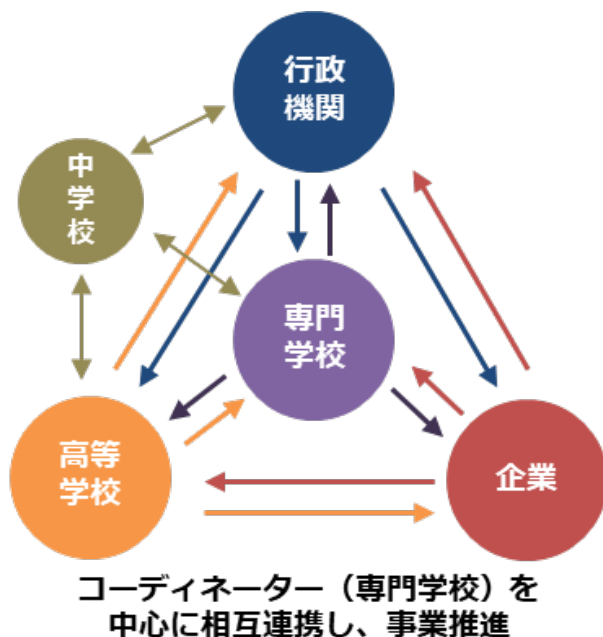 行政
機関
中
学
校
専門
学校
高等
学校
企業
コーディネーター（専門学校）を
中心に相互連携し、事業推進